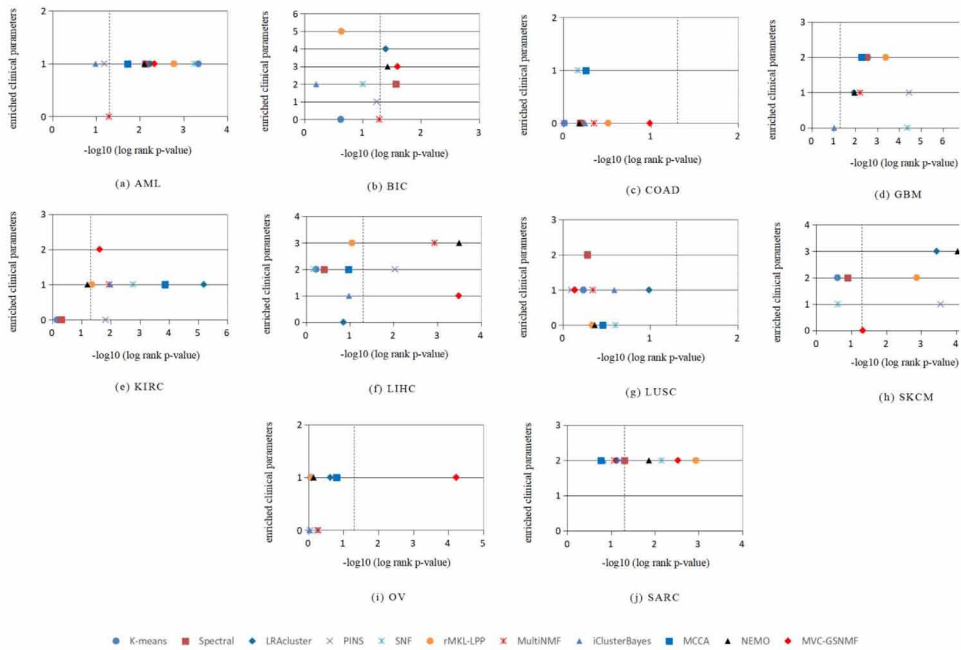 enriched clinical parameters
2
1
0
0 1 2 3 4
-log10 (log rank p-value)
(a) AML
enriched clinical parameters
6
5
4
3
2
1
0
0 1 2 3
-log10 (log rank p-value)
(b) BIC
enriched clinical parameters
2
1
0
0 1 2
-log10 (log rank p-value)
(c) COAD
enriched clinical parameters
3
2
1
0
0 1 2 3 4 5 6
-log10 (log rank p-value)
(d) GBM
enriched clinical parameters
3
2
1
0
0 1 2 3 4 5 6
-log10 (log rank p-value)
(e) KIRC
enriched clinical parameters
4
3
2
1
0
0 1 2 3 4
-log10 (log rank p-value)
(f) LIHC
enriched clinical parameters
3
2
1
0
0 1 2
-log10 (log rank p-value)
(g) LUSC
enriched clinical parameters
4
3
2
1
0
0 1 2 3 4
-log10 (log rank p-value)
(h) SKCM
enriched clinical parameters
2
1
0
0 1 2 3 4 5
-log10 (log rank p-value)
(i) OV
enriched clinical parameters
3
2
1
0
0 1 2 3 4
-log10 (log rank p-value)
(j) SARC
K-means Spectral LRAcluster PINS SNF rMKL-LPP MultiNMF iClusterBayes MCCA NEMO MVC-GSNMF